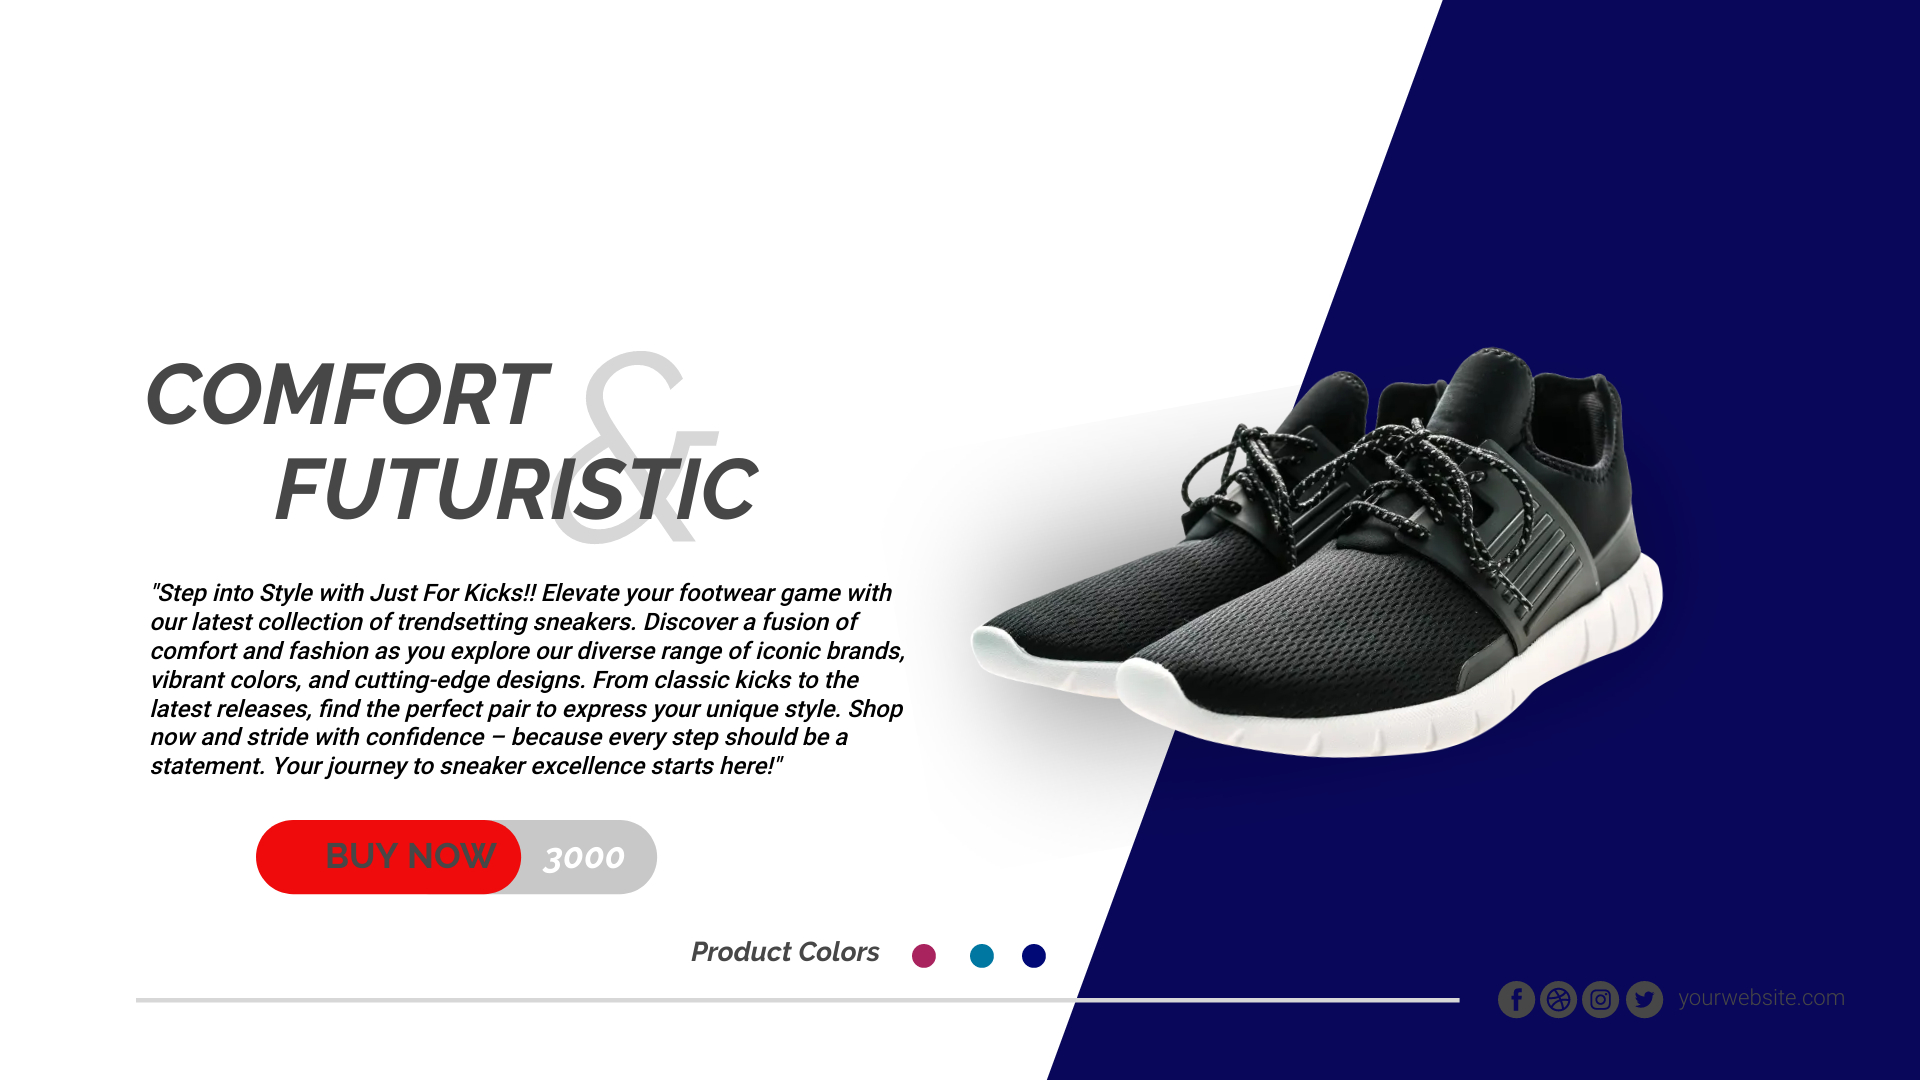 COMFORT
&
FUTURISTIC
"Step into Style with Just For Kicks!! Elevate your footwear game with
our latest collection of trendsetting sneakers. Discover a fusion of
comfort and fashion as you explore our diverse range of iconic brands,
vibrant colors, and cutting-edge designs. From classic kicks to the
latest releases, find the perfect pair to express your unique style. Shop
now and stride with confidence – because every step should be a
statement. Your journey to sneaker excellence starts here!"
BUY NOW 3000
Product Colors
yourwebsite.com